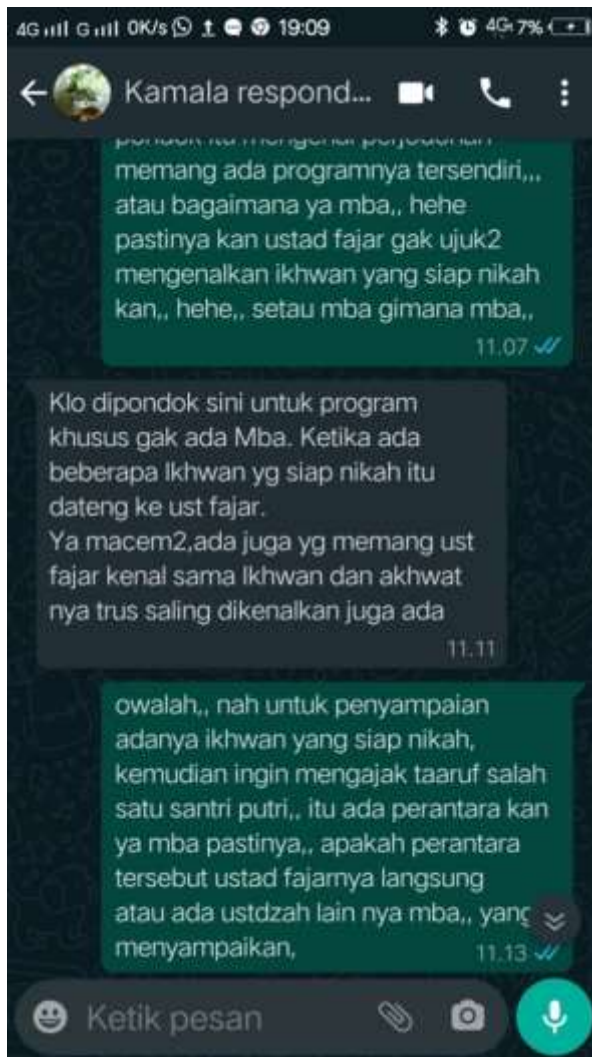 4G G 0K/s 19:09 4G+ 7%
Kamala respond...
pondok itu mengenai perjodohan
memang ada programnya tersendiri,,,
atau bagaimana ya mba,, hehe
pastinya kan ustad fajar gak ujuk2
mengenalkan ikhwan yang siap nikah
kan,, hehe,, setau mba gimana mba,,
11.07
Klo dipondok sini untuk program
khusus gak ada Mba. Ketika ada
beberapa Ikhwan yg siap nikah itu
dateng ke ust fajar.
Ya macem2,ada juga yg memang ust
fajar kenal sama Ikhwan dan akhwat
nya trus saling dikenalkan juga ada
11.11
owalah,, nah untuk penyampaian
adanya ikhwan yang siap nikah,
kemudian ingin mengajak taaruf salah
satu santri putri,, itu ada perantara kan
ya mba pastinya,, apakah perantara
tersebut ustad fajarnya langsung
atau ada ustdzah lain nya mba,, yang
menyampaikan,
11.13
Ketik pesan